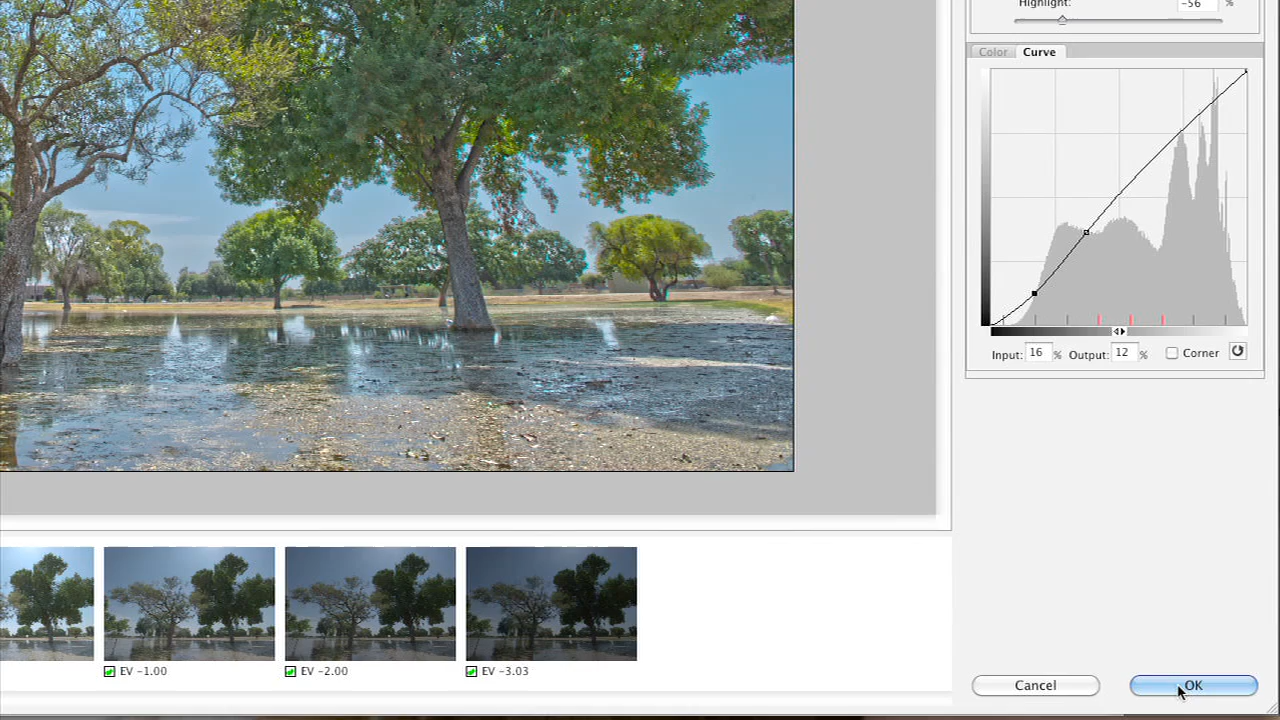 Highlight: -56 %
Color Curve
Input: 16 % Output: 12 % Corner
EV -1.00 EV -2.00 EV -3.03
Cancel OK